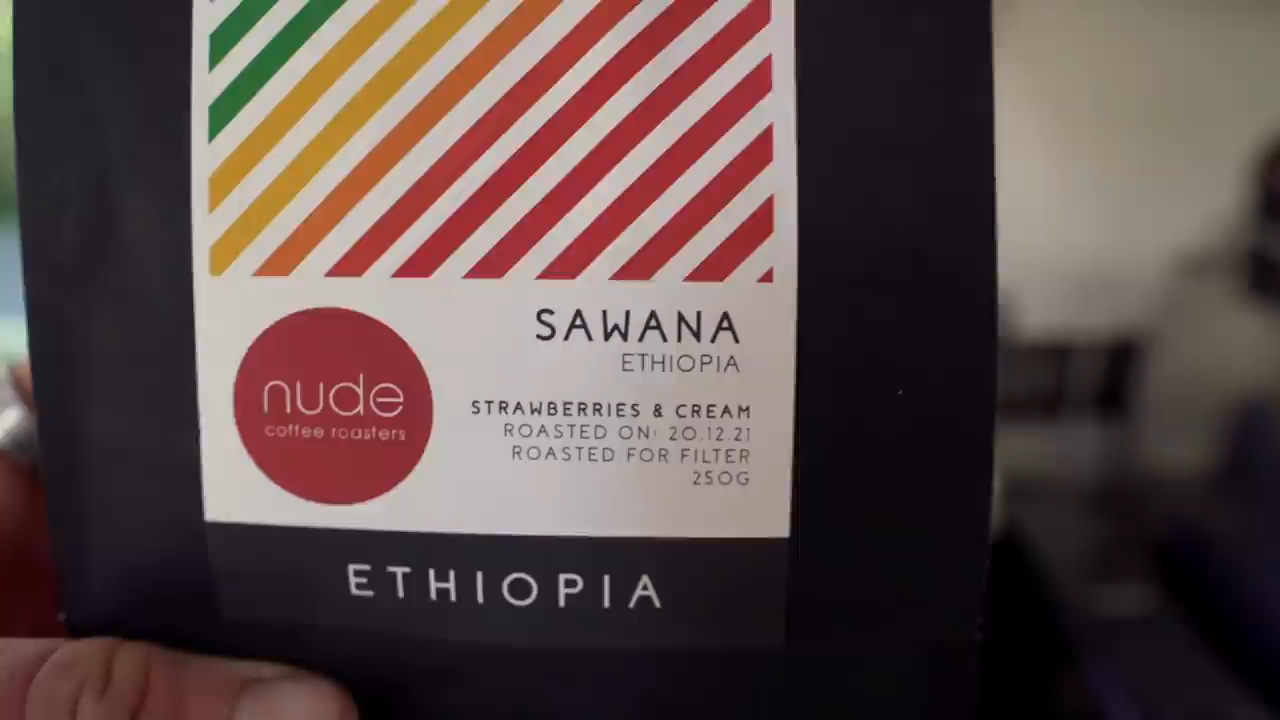 SAWANA
ETHIOPIA
nude
coffee roasters
STRAWBERRIES & CREAM
ROASTED ON: 20.12.21
ROASTED FOR FILTER
250G
ETHIOPIA